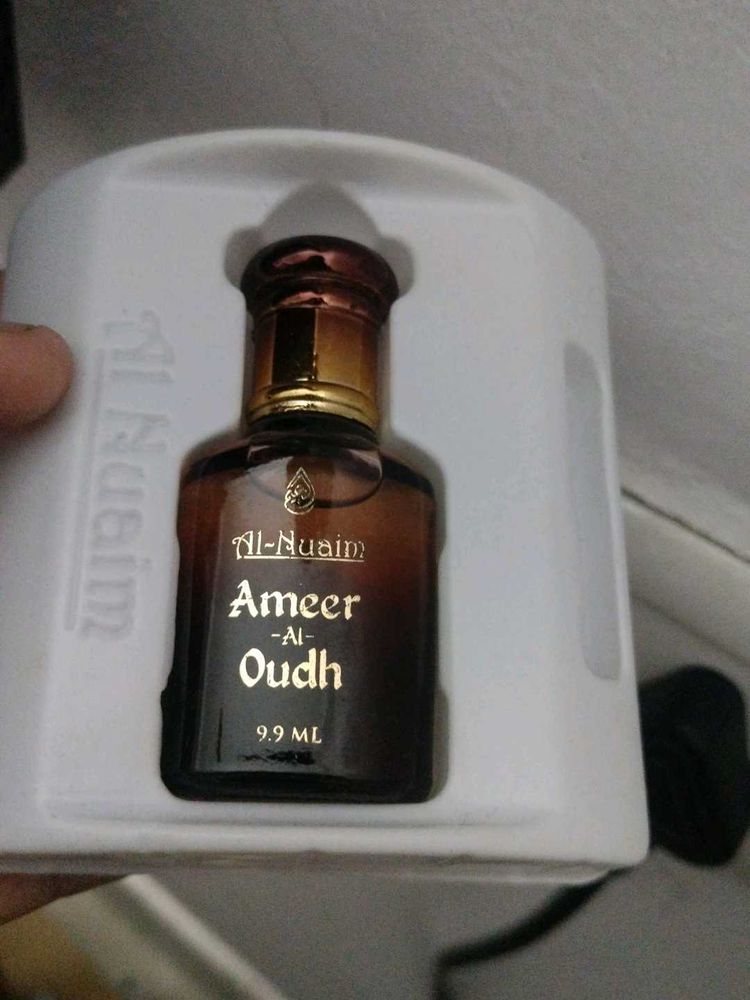 Al-Nuaim
Ameer
-Al-
Oudh
9.9 ML
Al Nuaim